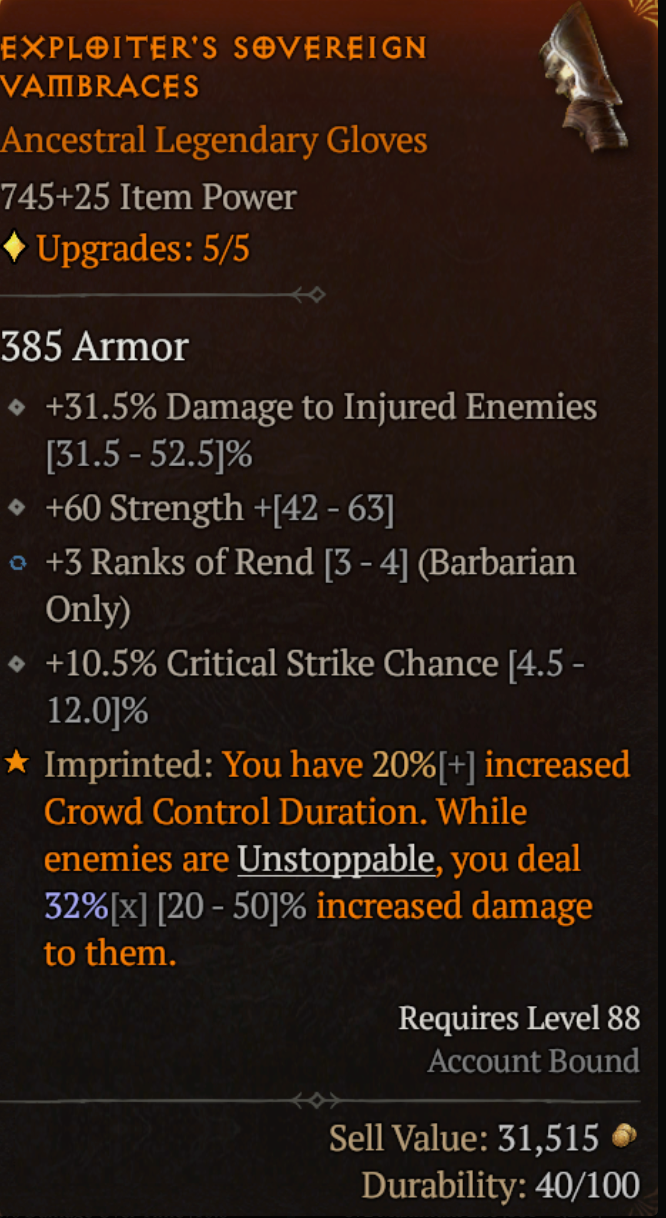 EXPLOITER'S SOVEREIGN
VAMBRACES
Ancestral Legendary Gloves
745+25 Item Power
Upgrades: 5/5
385 Armor
+31.5% Damage to Injured Enemies
[31.5 - 52.5]%
+60 Strength +[42 - 63]
+3 Ranks of Rend [3 - 4] (Barbarian
Only)
+10.5% Critical Strike Chance [4.5 -
12.0]%
Imprinted: You have 20%[+] increased
Crowd Control Duration. While
enemies are Unstoppable, you deal
32%[x] [20 - 50]% increased damage
to them.
Requires Level 88
Account Bound
Sell Value: 31,515
Durability: 40/100